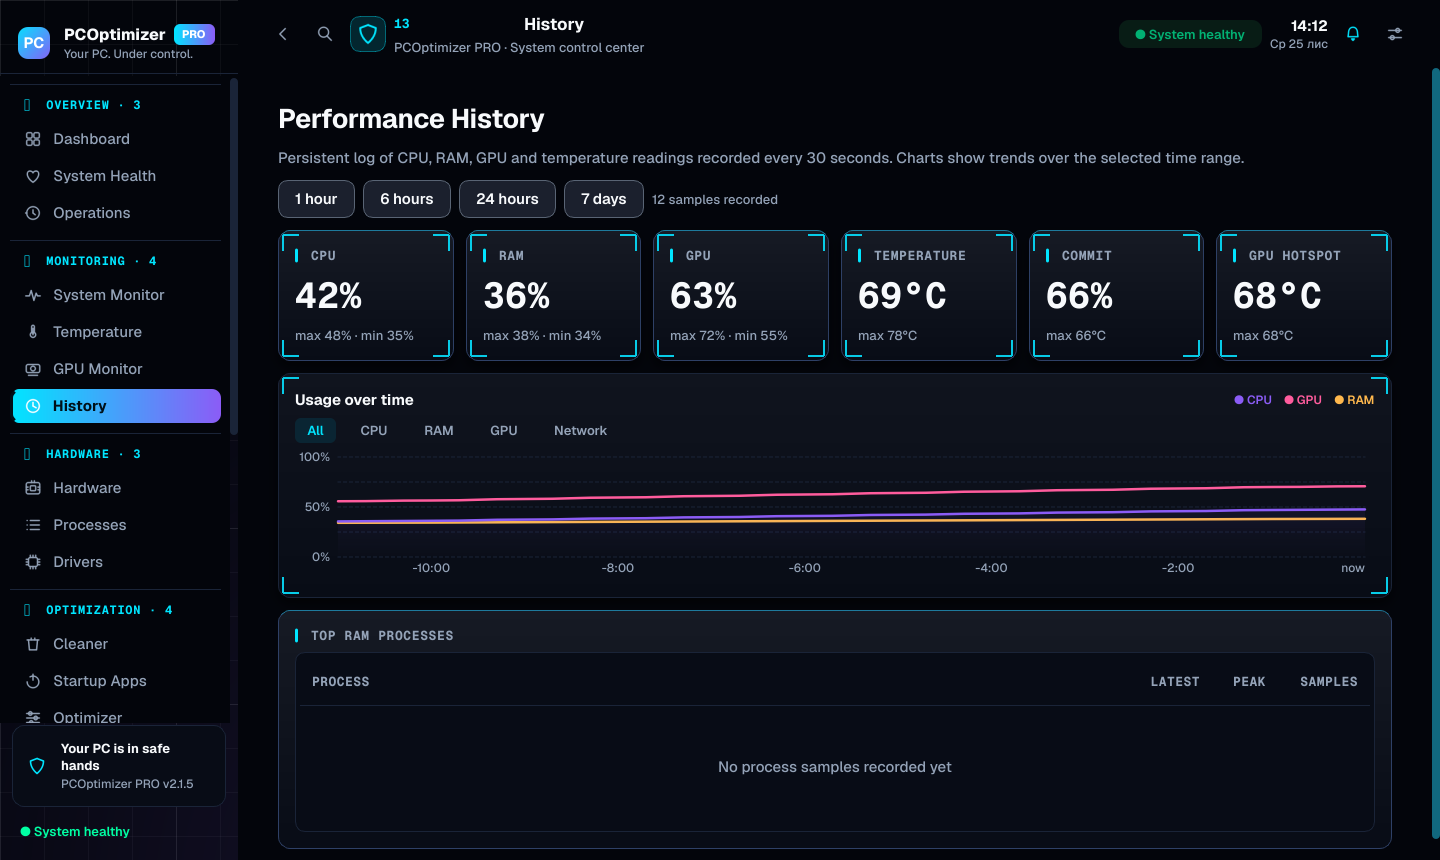 PC
PCOptimizer PRO
Your PC. Under control.
OVERVIEW · 3
Dashboard
System Health
Operations
MONITORING · 4
System Monitor
Temperature
GPU Monitor
History
HARDWARE · 3
Hardware
Processes
Drivers
OPTIMIZATION · 4
Cleaner
Startup Apps
Optimizer
Your PC is in safe
hands
PCOptimizer PRO v2.1.5
System healthy
13 History
PCOptimizer PRO · System control center
System healthy
14:12
Ср 25 лис
Performance History
Persistent log of CPU, RAM, GPU and temperature readings recorded every 30 seconds. Charts show trends over the selected time range.
1 hour 6 hours 24 hours 7 days 12 samples recorded
CPU RAM GPU TEMPERATURE COMMIT GPU HOTSPOT
42% 36% 63% 69°C 66% 68°C
max 48% · min 35% max 38% · min 34% max 72% · min 55% max 78°C max 66°C max 68°C
Usage over time CPU GPU RAM
All CPU RAM GPU Network
100%
50%
0%
-10:00 -8:00 -6:00 -4:00 -2:00 now
TOP RAM PROCESSES
PROCESS LATEST PEAK SAMPLES
No process samples recorded yet